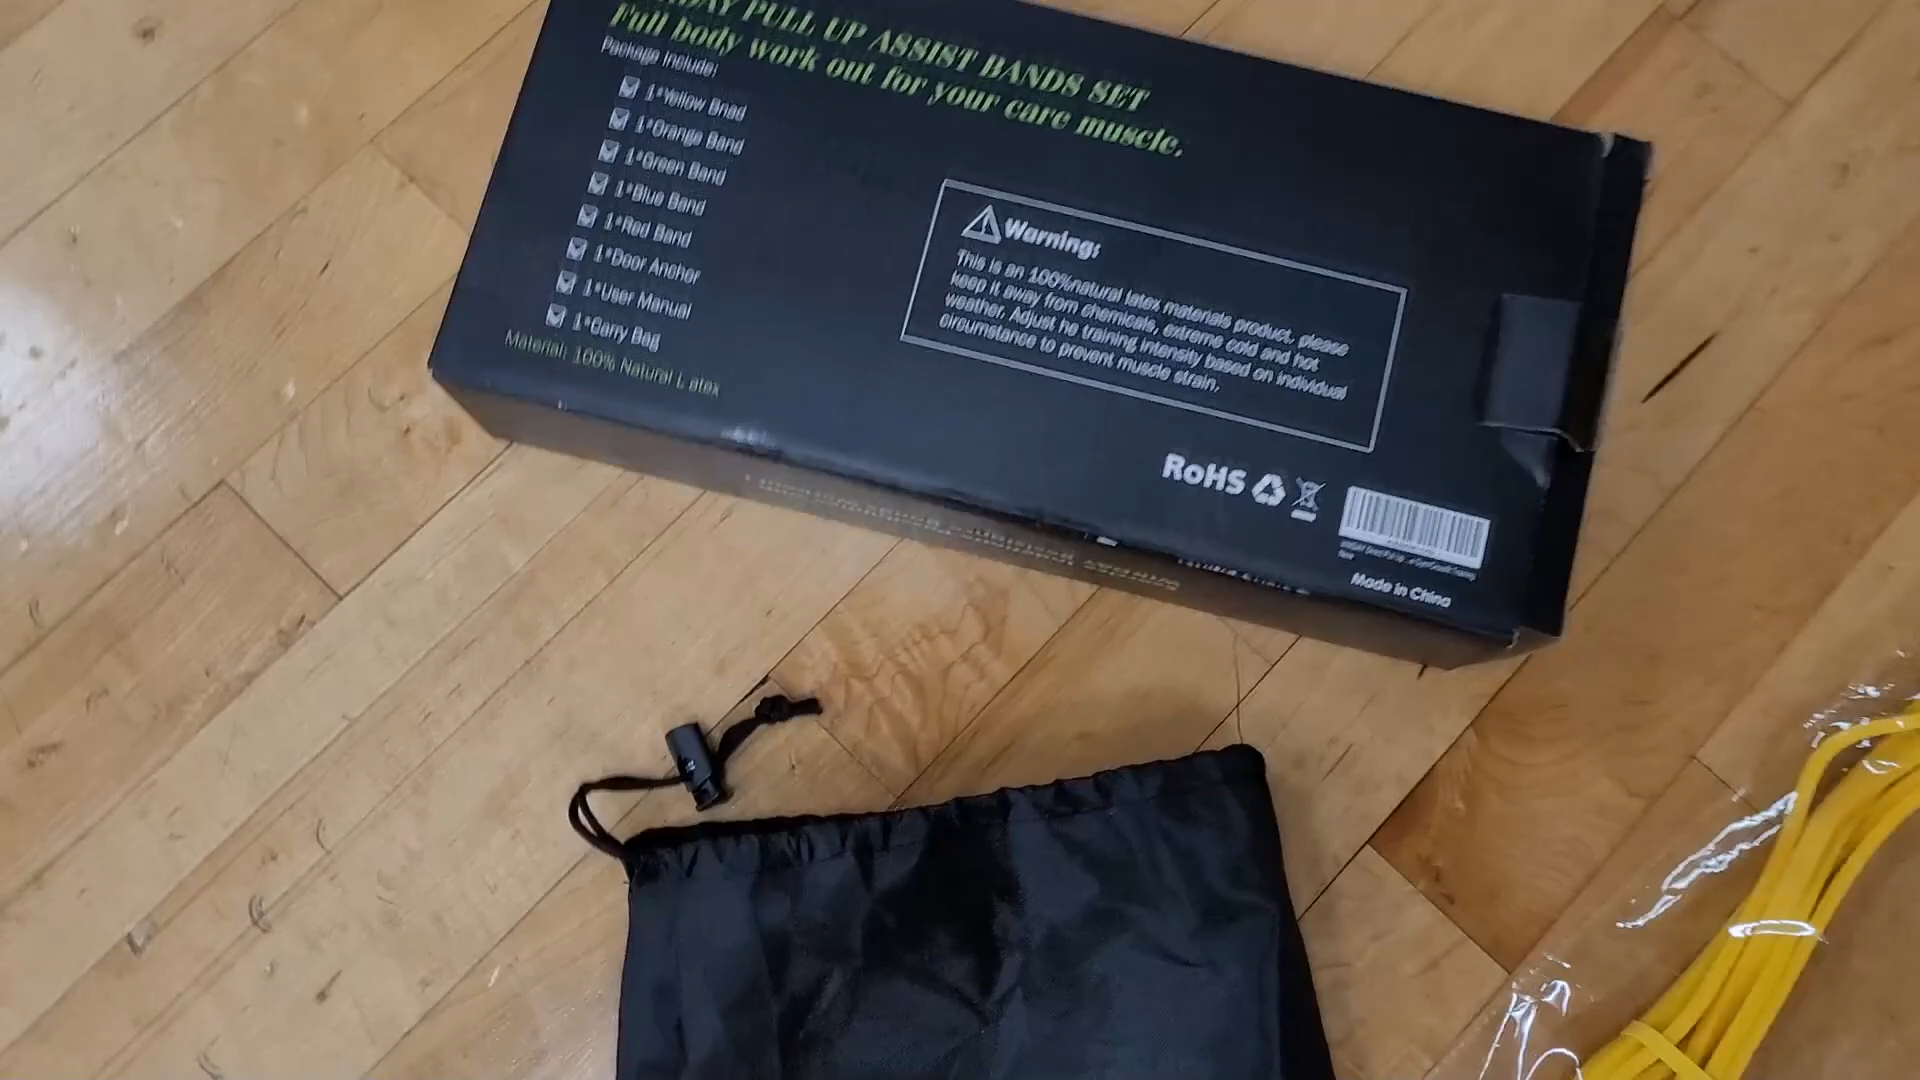 PULL UP ASSIST BANDS SET
Full body work out for your care muscle.
Package Include:
1*Yellow Bnad
1*Orange Band
1*Green Band
1*Blue Band
1*Red Band
1*Door Anchor
1*User Manual
1*Carry Bag
Material: 100% Natural L atex
Warning:
This is an 100%natural latex materials product, please
keep it away from chemicals, extreme cold and hot
weather. Adjust he training intensity based on individual
circumstance to prevent muscle strain.
RoHS
Made in China